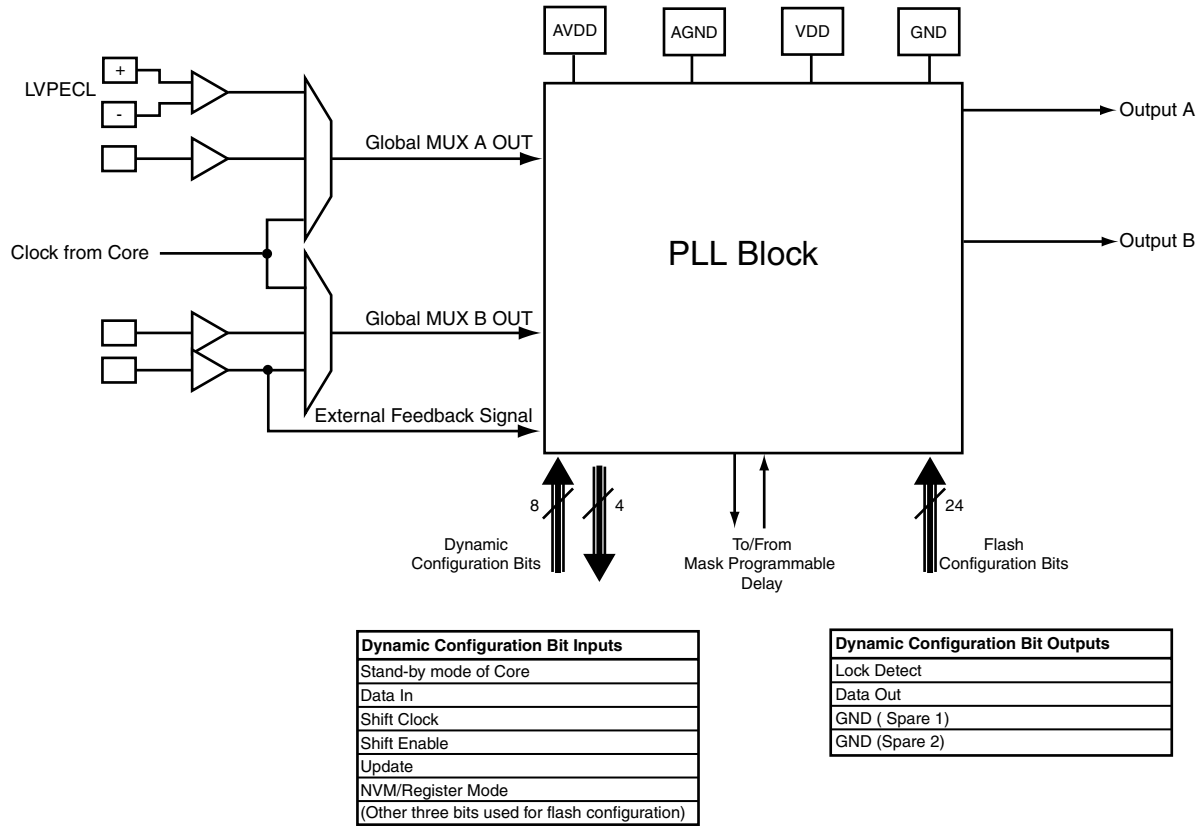 AVDD
AGND
VDD
GND
LVPECL
+
-
Global MUX A OUT
Output A
Clock from Core
PLL Block
Output B
Global MUX B OUT
External Feedback Signal
8
4
24
Dynamic
Configuration Bits
To/From
Mask Programmable
Delay
Flash
Configuration Bits
Dynamic Configuration Bit Inputs
Stand-by mode of Core
Data In
Shift Clock
Shift Enable
Update
NVM/Register Mode
(Other three bits used for flash configuration)
Dynamic Configuration Bit Outputs
Lock Detect
Data Out
GND ( Spare 1)
GND (Spare 2)